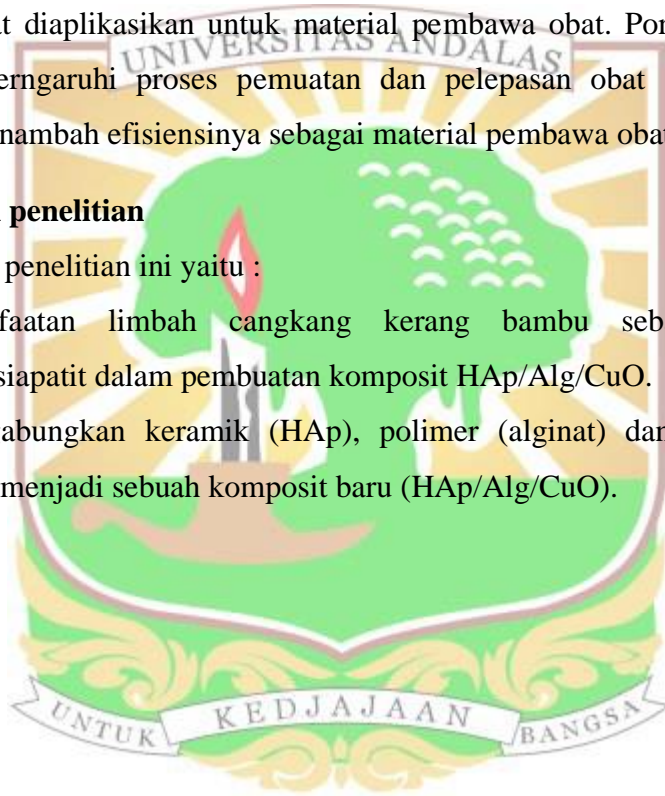 at diaplikasikan untuk material pembawa obat. Por
UNIVERSITAS ANDALAS
erngaruhi proses pemuatan dan pelepasan obat
nambah efisiensinya sebagai material pembawa obat
penelitian
penelitian ini yaitu :
faatan limbah cangkang kerang bambu seb
siapatit dalam pembuatan komposit HAp/Alg/CuO.
abungkan keramik (HAp), polimer (alginat) dan
menjadi sebuah komposit baru (HAp/Alg/CuO).
UNTUK KEDJAJAAN BANGSA